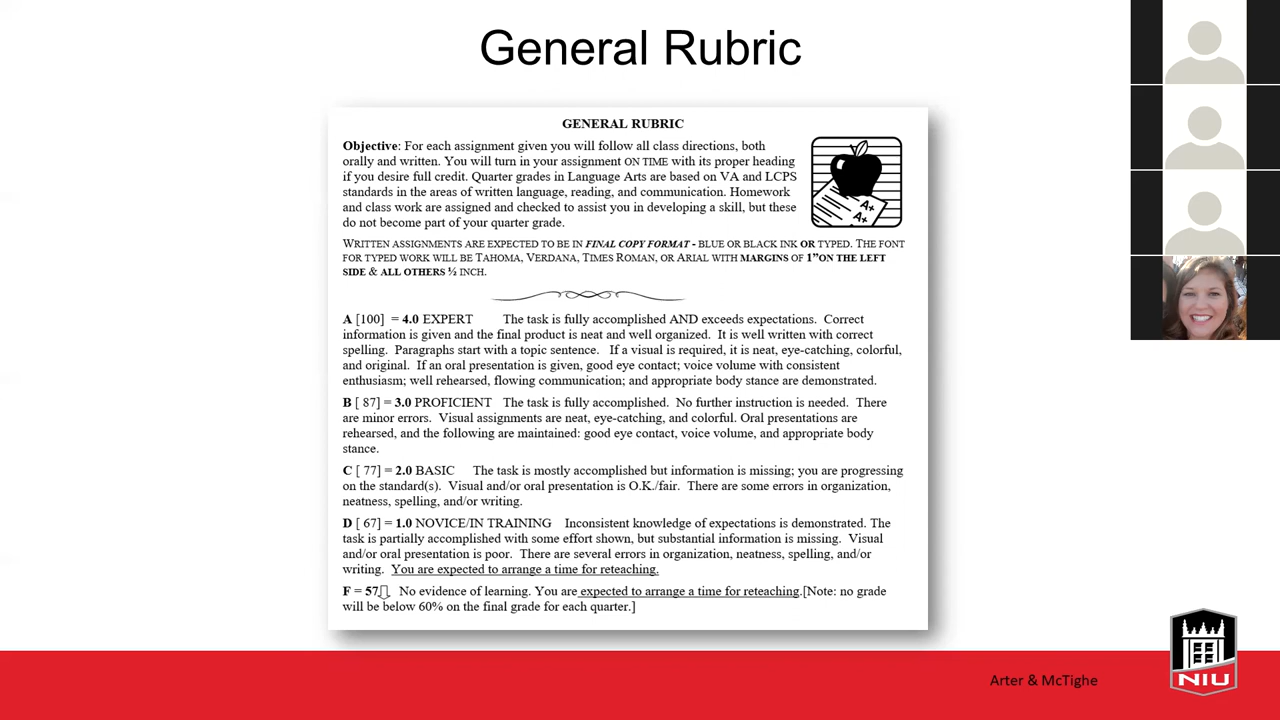 General Rubric
GENERAL RUBRIC
Objective: For each assignment given you will follow all class directions, both
orally and written. You will turn in your assignment ON TIME with its proper heading
if you desire full credit. Quarter grades in Language Arts are based on VA and LCPS
standards in the areas of written language, reading, and communication. Homework
and class work are assigned and checked to assist you in developing a skill, but these
do not become part of your quarter grade.
A+
A+
WRITTEN ASSIGNMENTS ARE EXPECTED TO BE IN FINAL COPY FORMAT - BLUE OR BLACK INK OR TYPED. THE FONT
FOR TYPED WORK WILL BE TAHOMA, VERDANA, TIMES ROMAN, OR ARIAL WITH MARGINS OF 1”ON THE LEFT
SIDE & ALL OTHERS ½ INCH.
A [100] = 4.0 EXPERT The task is fully accomplished AND exceeds expectations. Correct
information is given and the final product is neat and well organized. It is well written with correct
spelling. Paragraphs start with a topic sentence. If a visual is required, it is neat, eye-catching, colorful,
and original. If an oral presentation is given, good eye contact; voice volume with consistent
enthusiasm; well rehearsed, flowing communication; and appropriate body stance are demonstrated.
B [ 87] = 3.0 PROFICIENT The task is fully accomplished. No further instruction is needed. There
are minor errors. Visual assignments are neat, eye-catching, and colorful. Oral presentations are
rehearsed, and the following are maintained: good eye contact, voice volume, and appropriate body
stance.
C [ 77] = 2.0 BASIC The task is mostly accomplished but information is missing; you are progressing
on the standard(s). Visual and/or oral presentation is O.K./fair. There are some errors in organization,
neatness, spelling, and/or writing.
D [ 67] = 1.0 NOVICE/IN TRAINING Inconsistent knowledge of expectations is demonstrated. The
task is partially accomplished with some effort shown, but substantial information is missing. Visual
and/or oral presentation is poor. There are several errors in organization, neatness, spelling, and/or
writing. You are expected to arrange a time for reteaching.
F = 57. No evidence of learning. You are expected to arrange a time for reteaching.[Note: no grade
will be below 60% on the final grade for each quarter.]
Arter & McTighe
NIU